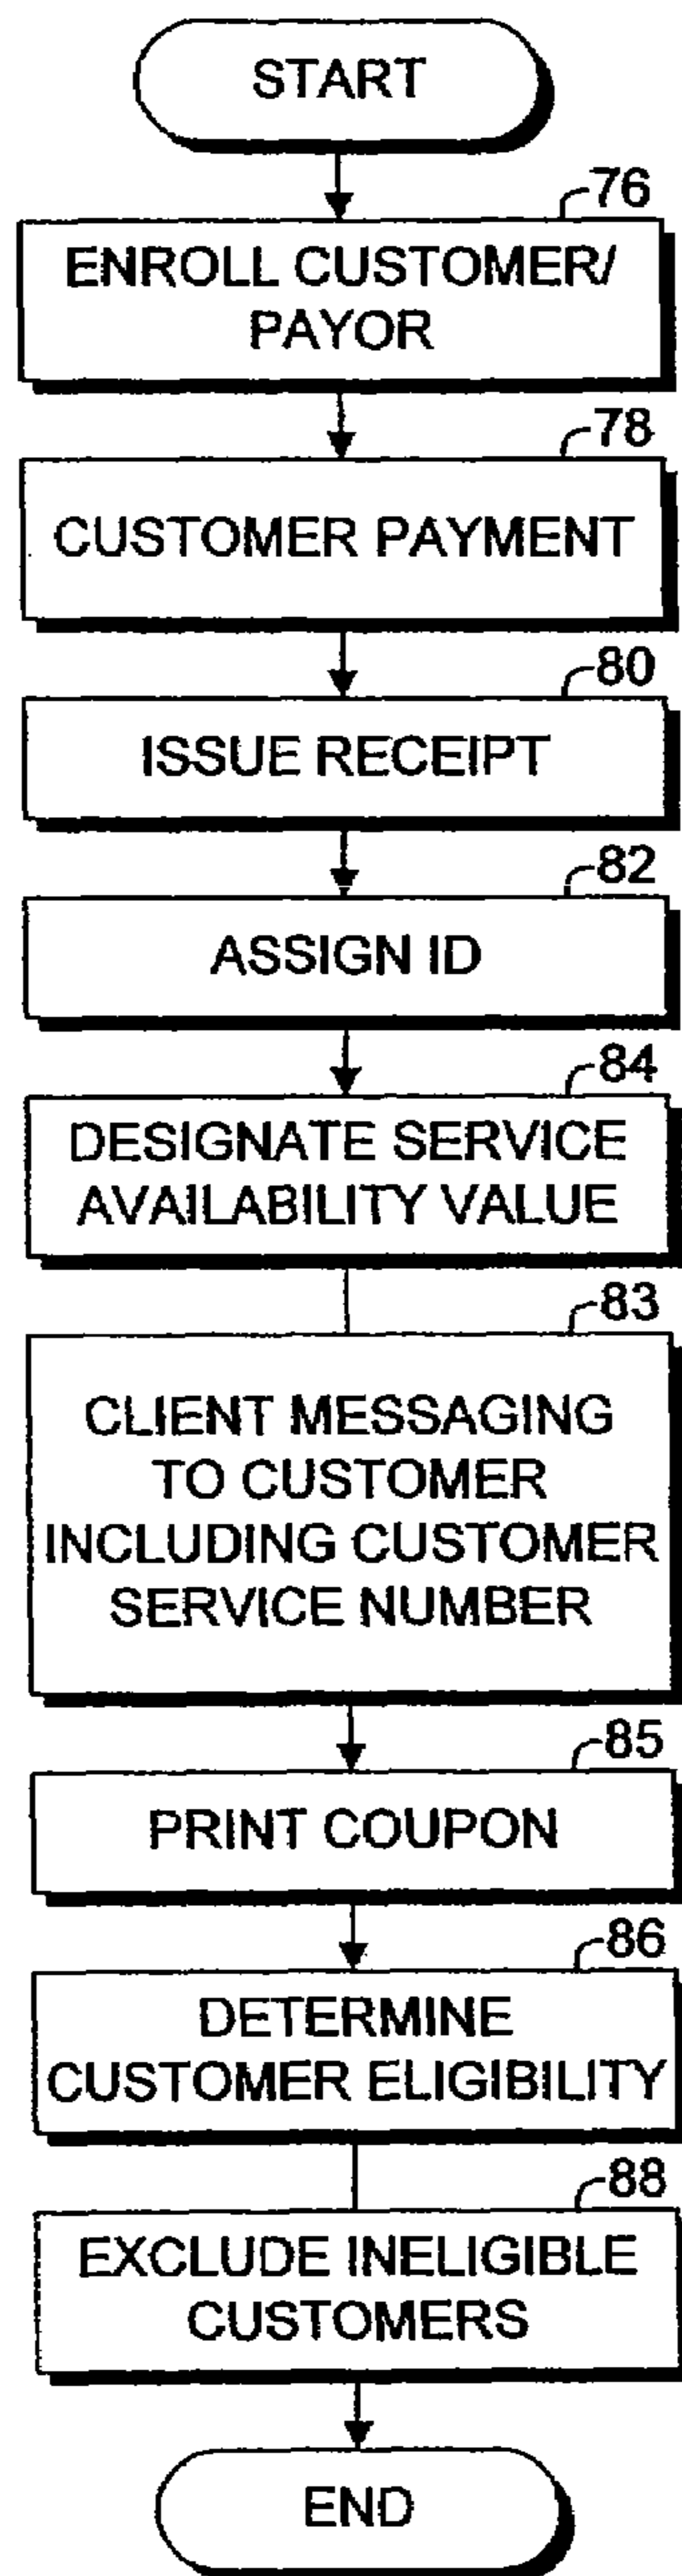 START
76
ENROLL CUSTOMER/
PAYOR
78
CUSTOMER PAYMENT
80
ISSUE RECEIPT
82
ASSIGN ID
84
DESIGNATE SERVICE
AVAILABILITY VALUE
83
CLIENT MESSAGING
TO CUSTOMER
INCLUDING CUSTOMER
SERVICE NUMBER
85
PRINT COUPON
86
DETERMINE
CUSTOMER ELIGIBILITY
88
EXCLUDE INELIGIBLE
CUSTOMERS
END